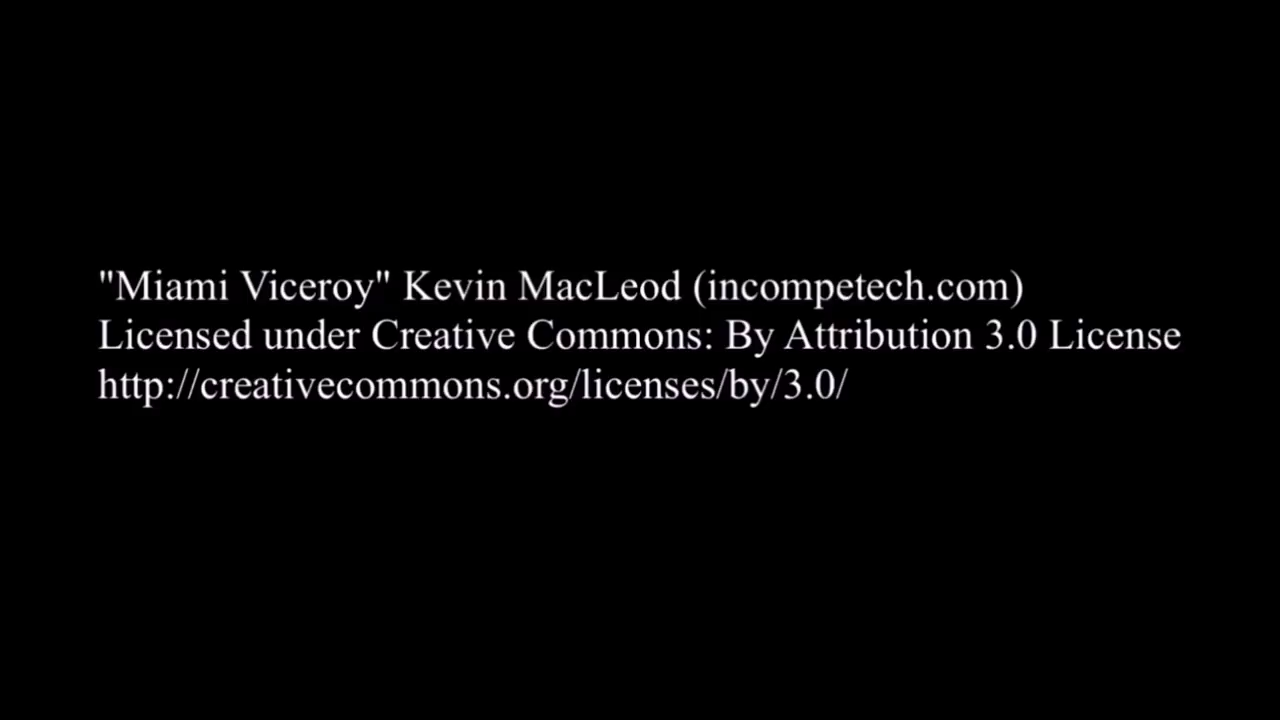 "Miami Viceroy" Kevin MacLeod (incompetech.com)
Licensed under Creative Commons: By Attribution 3.0 License
http://creativecommons.org/licenses/by/3.0/